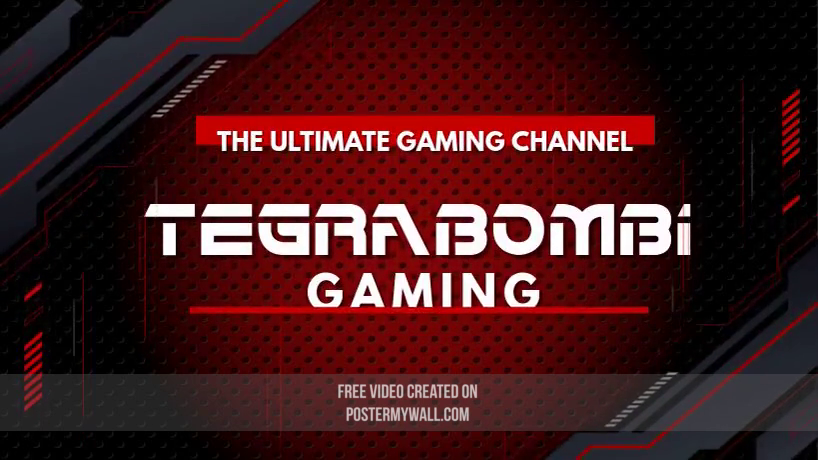 THE ULTIMATE GAMING CHANNEL
TEGRABOMBI
GAMING
FREE VIDEO CREATED ON
POSTERMYWALL.COM